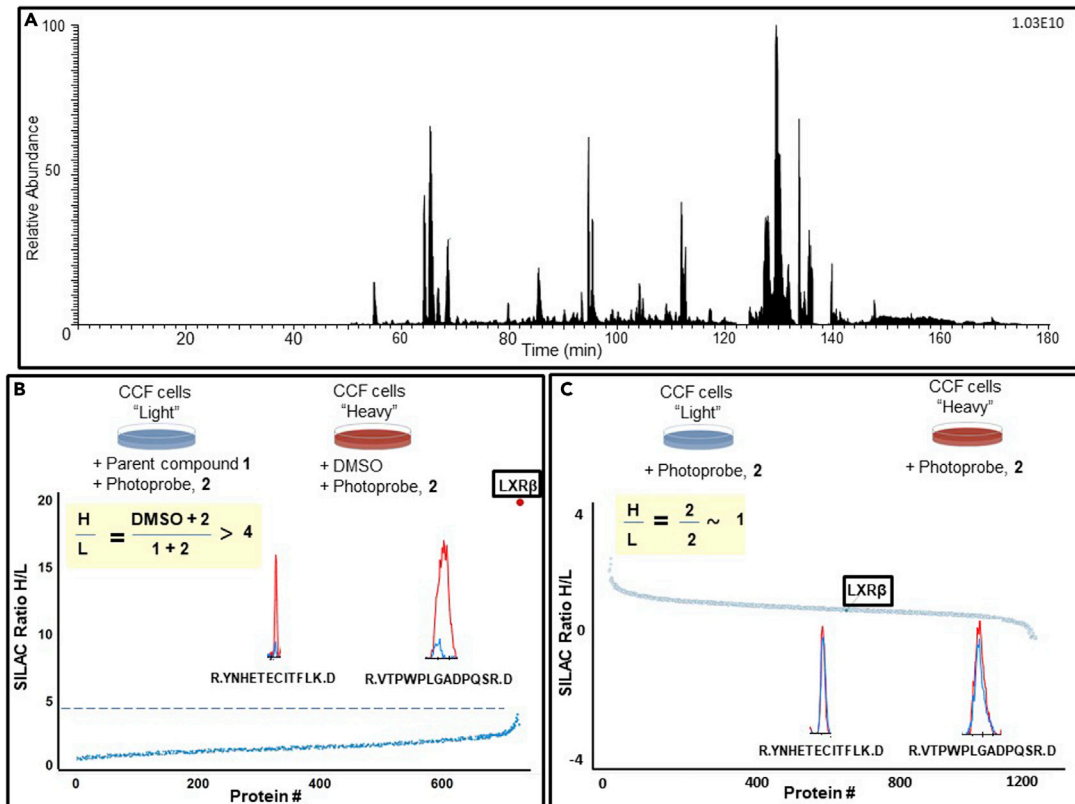 A
1.03E10
100
50
Relative Abundance
0
20
40
60
80
100
120
140
160
180
Time (min)
B
CCF cells
"Light"
+ Parent compound 1
+ Photoprobe, 2
CCF cells
"Heavy"
+ DMSO
+ Photoprobe, 2
LXRβ
H/L = DMSO + 2 / 1 + 2 > 4
SILAC Ratio H/L
20
15
10
5
0
R.YNHETECITFLK.D
R.VTPWPLGADPQSR.D
0
200
400
600
Protein #
C
CCF cells
"Light"
+ Photoprobe, 2
CCF cells
"Heavy"
+ Photoprobe, 2
H/L = 2/2 ~ 1
LXRβ
SILAC Ratio H/L
4
0
-4
R.YNHETECITFLK.D
R.VTPWPLGADPQSR.D
400
800
1200
Protein #